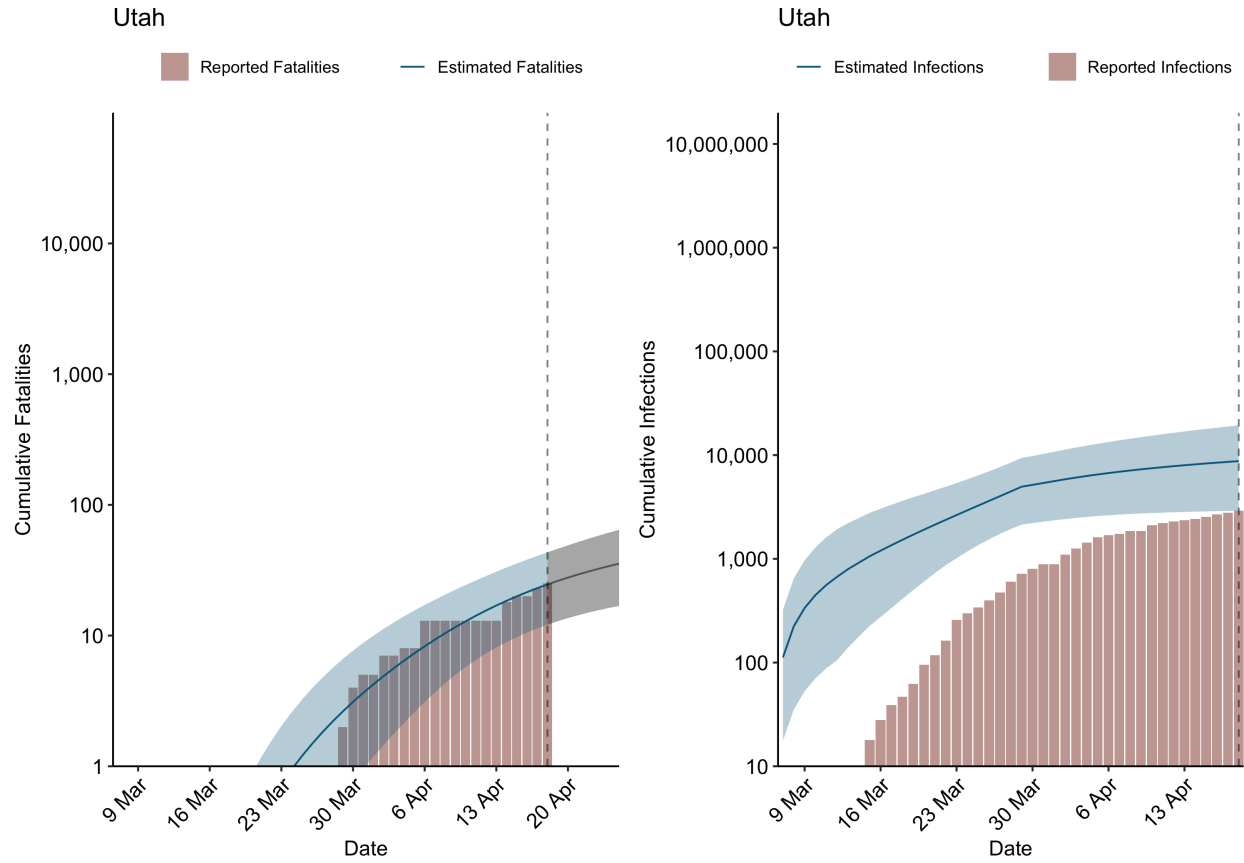 Utah
Reported Fatalities
Estimated Fatalities
Cumulative Fatalities
10,000
1,000
100
10
1
9 Mar
16 Mar
23 Mar
30 Mar
6 Apr
13 Apr
20 Apr
Date
Utah
Estimated Infections
Reported Infections
Cumulative Infections
10,000,000
1,000,000
100,000
10,000
1,000
100
10
9 Mar
16 Mar
23 Mar
30 Mar
6 Apr
13 Apr
Date